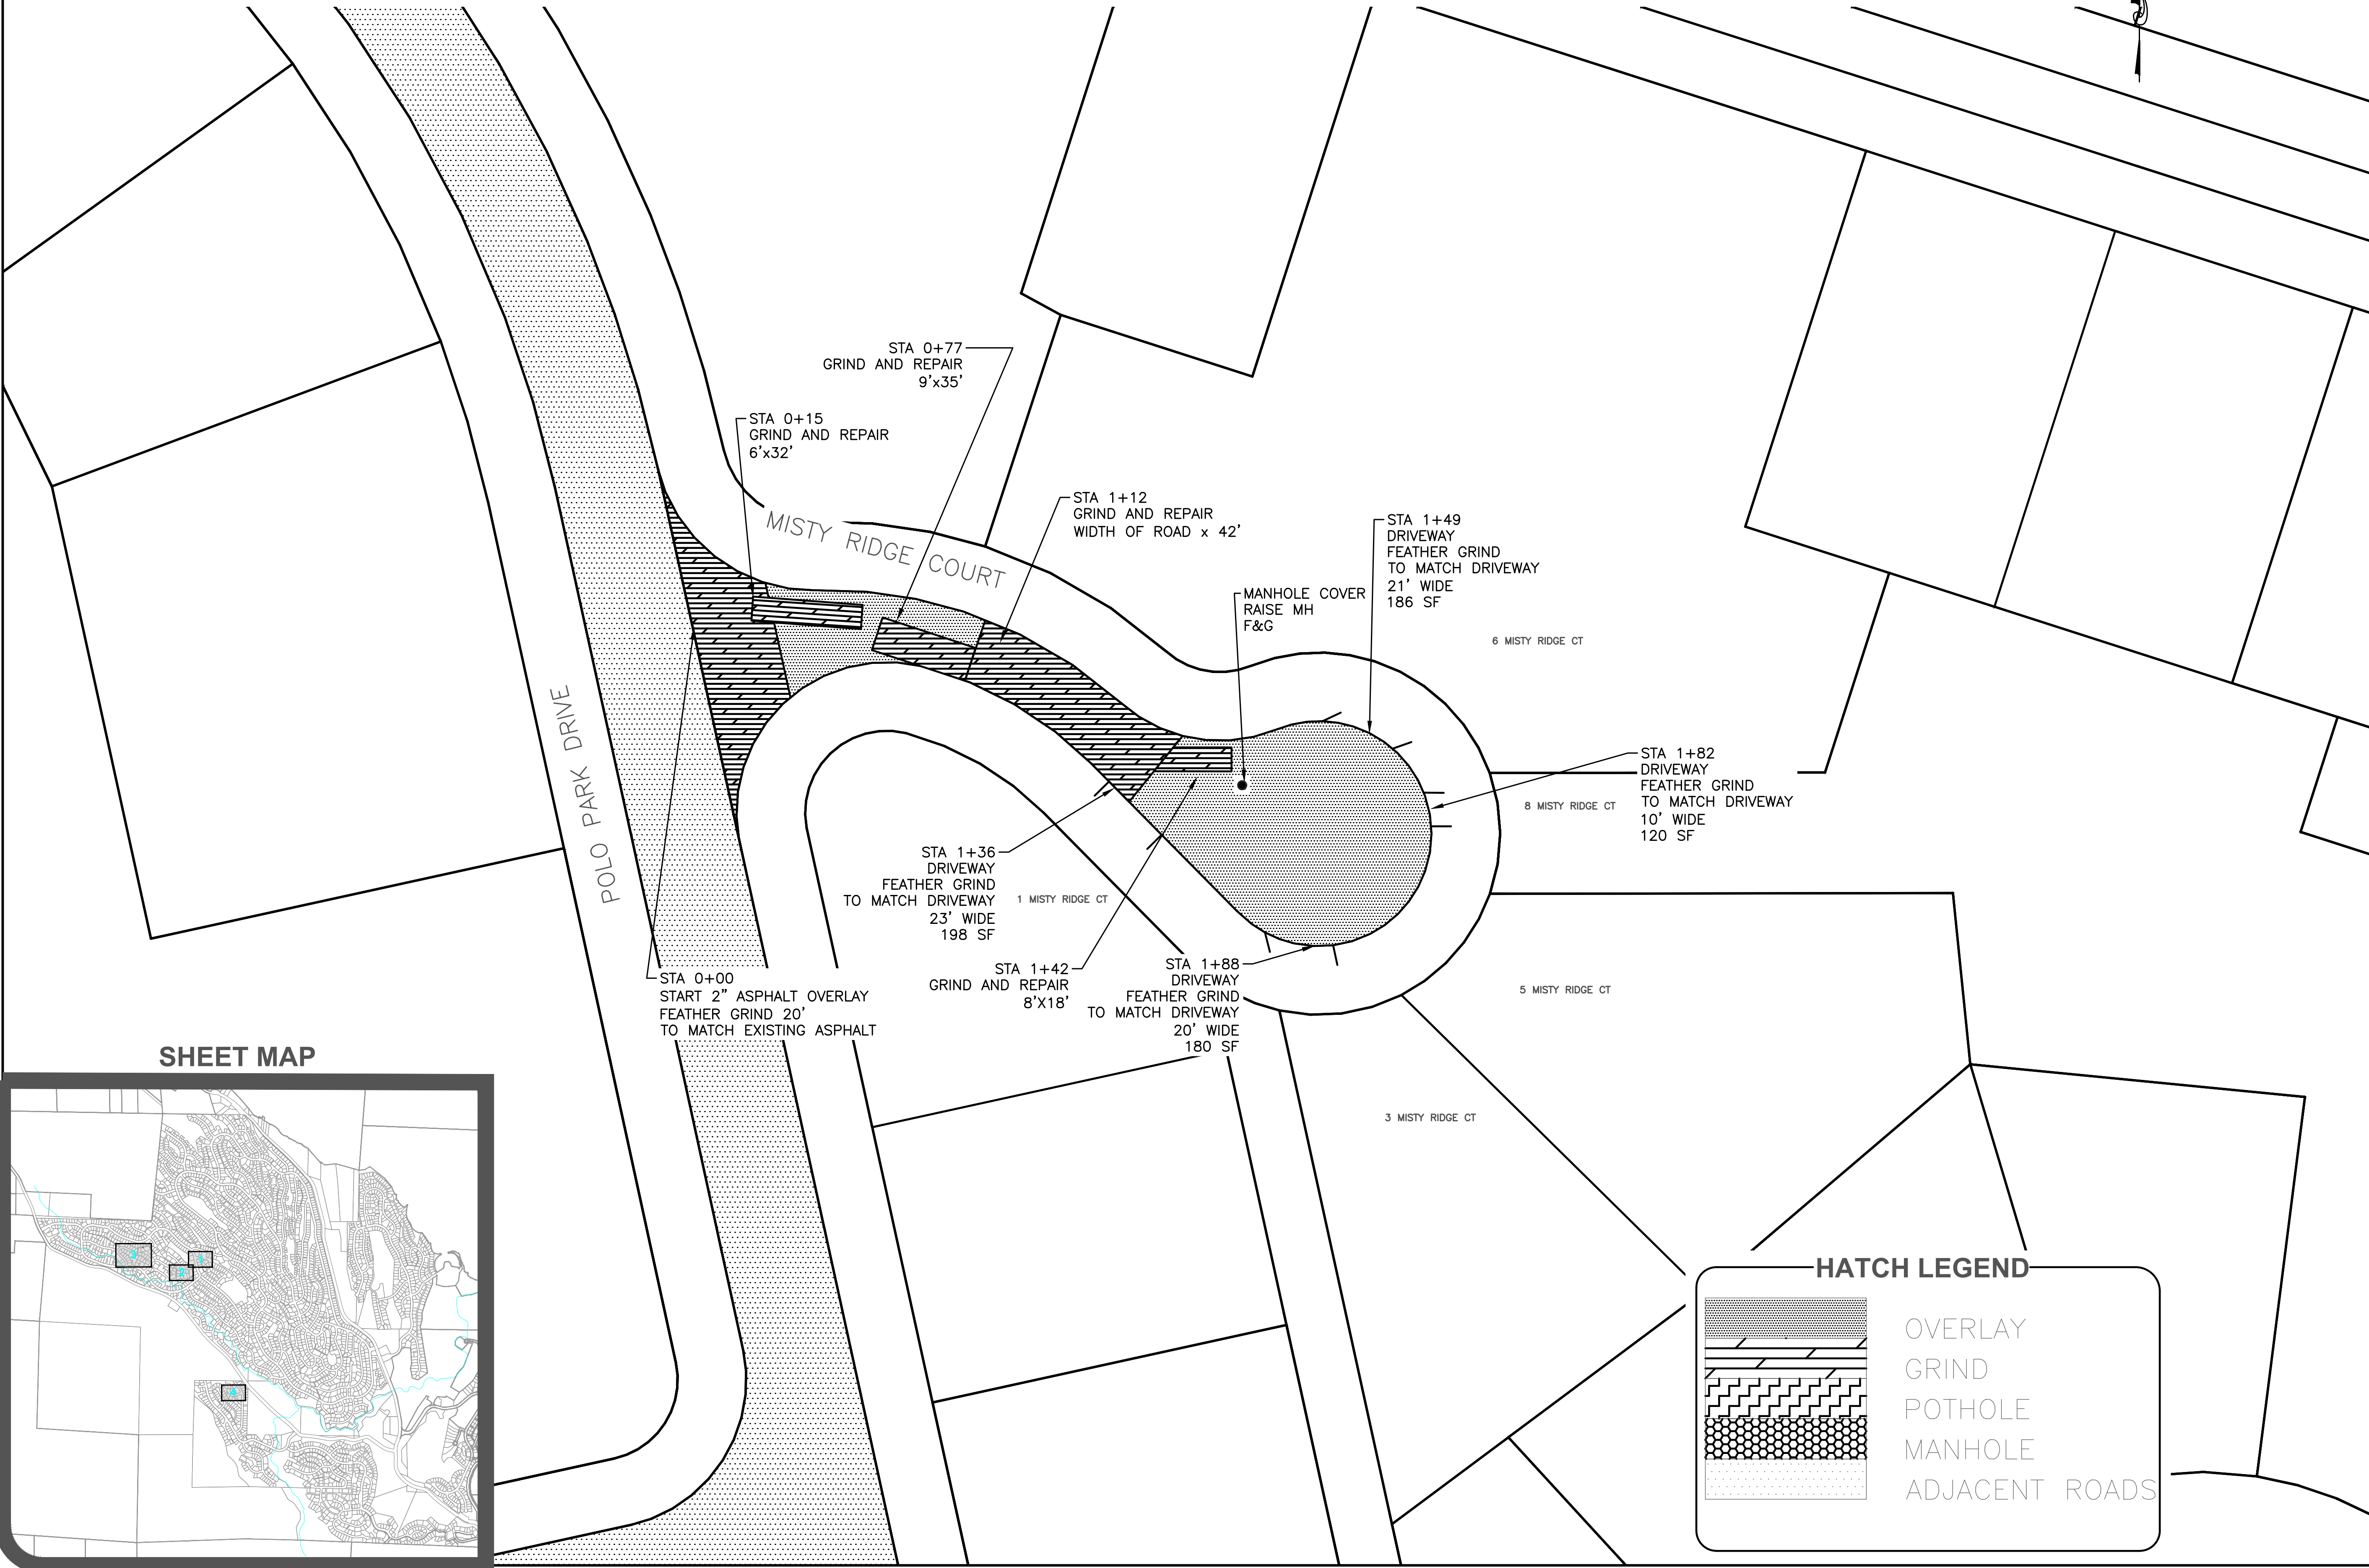 STA 0+77
GRIND AND REPAIR
9'x35'
STA 0+15
GRIND AND REPAIR
6'x32'
MISTY RIDGE COURT
STA 1+12
GRIND AND REPAIR
WIDTH OF ROAD x 42'
STA 1+49
DRIVEWAY
FEATHER GRIND
TO MATCH DRIVEWAY
21' WIDE
186 SF
MANHOLE COVER
RAISE MH
F&G
6 MISTY RIDGE CT
STA 1+82
DRIVEWAY
FEATHER GRIND
TO MATCH DRIVEWAY
10' WIDE
120 SF
8 MISTY RIDGE CT
POLO PARK DRIVE
STA 1+36
DRIVEWAY
FEATHER GRIND
TO MATCH DRIVEWAY
23' WIDE
198 SF
1 MISTY RIDGE CT
STA 0+00
START 2" ASPHALT OVERLAY
FEATHER GRIND 20'
TO MATCH EXISTING ASPHALT
STA 1+42
GRIND AND REPAIR
8'X18'
STA 1+88
DRIVEWAY
FEATHER GRIND
TO MATCH DRIVEWAY
20' WIDE
180 SF
5 MISTY RIDGE CT
3 MISTY RIDGE CT
SHEET MAP
3
2
4
HATCH LEGEND
OVERLAY
GRIND
POTHOLE
MANHOLE
ADJACENT ROADS